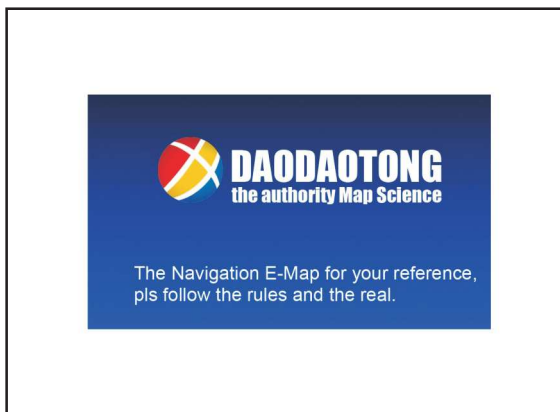 DAODAOTONG
the authority Map Science
The Navigation E-Map for your reference,
pls follow the rules and the real.